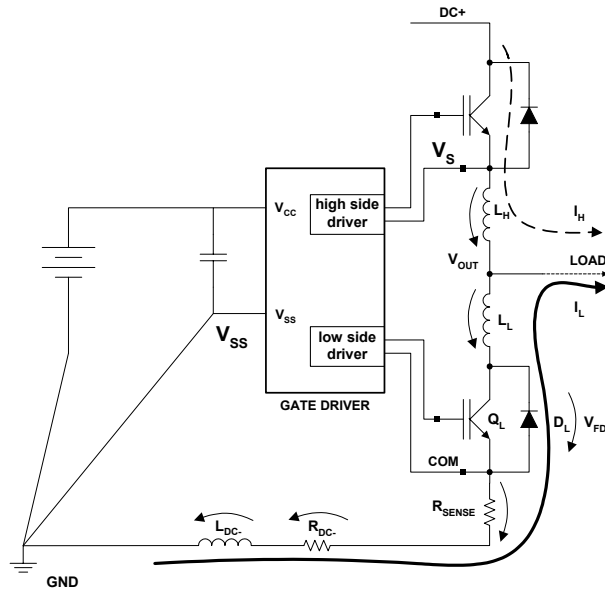 DC+
V_S
L_H
I_H
V_CC
high side
driver
V_OUT
LOAD
I_L
V_SS
V_SS
L_L
low side
driver
GATE DRIVER
Q_L
D_L
V_FD
COM
R_SENSE
L_DC-
R_DC-
GND